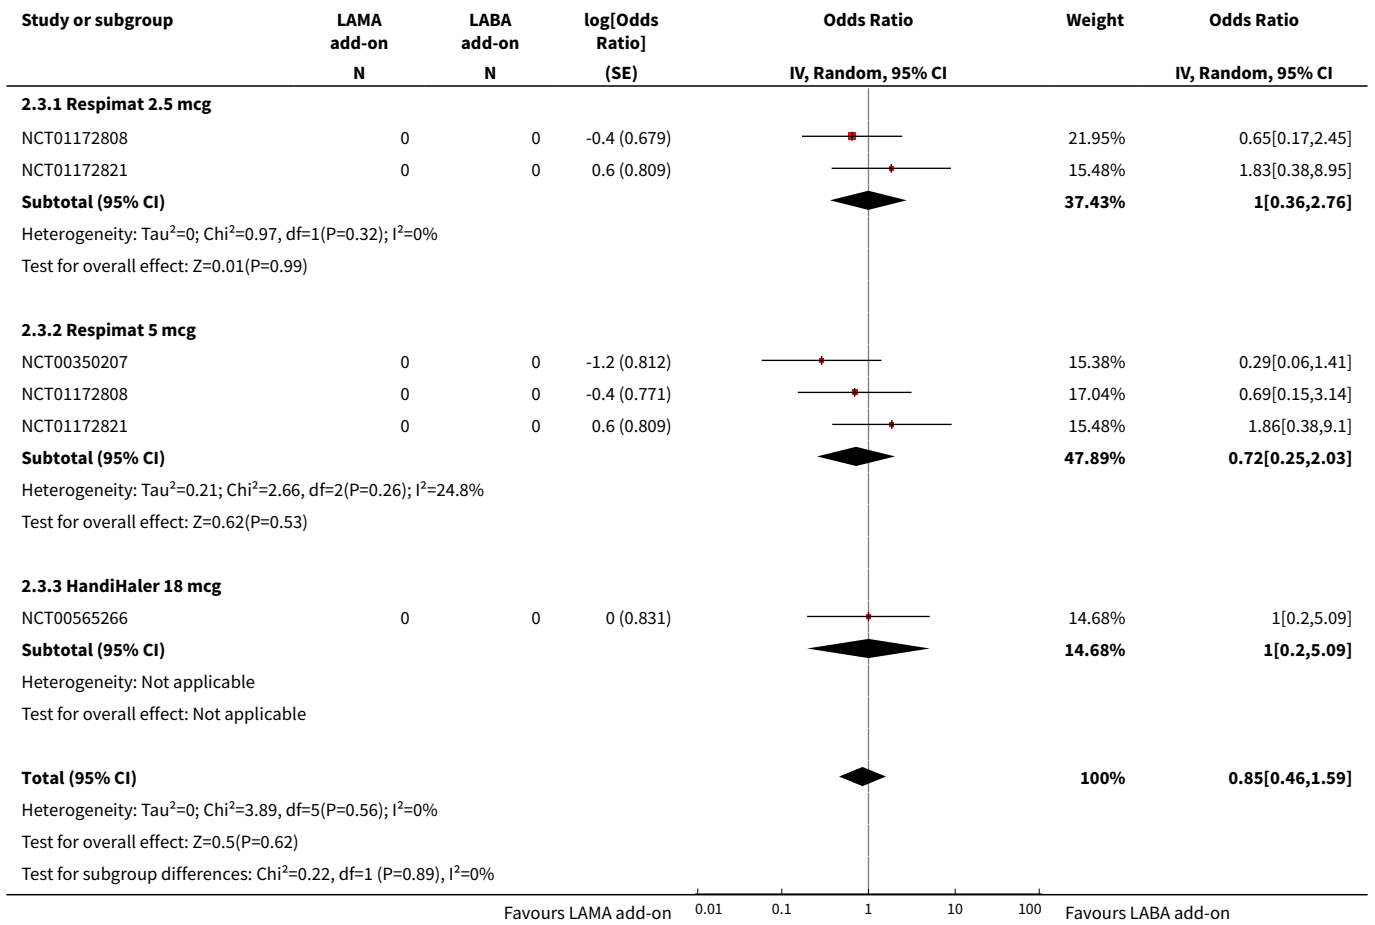 Study or subgroup LAMA add-on LABA add-on log[Odds Ratio] Odds Ratio Weight Odds Ratio
N N (SE) IV, Random, 95% CI IV, Random, 95% CI
2.3.1 Respimat 2.5 mcg
NCT01172808 0 0 -0.4 (0.679) 21.95% 0.65[0.17,2.45]
NCT01172821 0 0 0.6 (0.809) 15.48% 1.83[0.38,8.95]
Subtotal (95% CI) 37.43% 1[0.36,2.76]
Heterogeneity: Tau²=0; Chi²=0.97, df=1(P=0.32); I²=0%
Test for overall effect: Z=0.01(P=0.99)
2.3.2 Respimat 5 mcg
NCT00350207 0 0 -1.2 (0.812) 15.38% 0.29[0.06,1.41]
NCT01172808 0 0 -0.4 (0.771) 17.04% 0.69[0.15,3.14]
NCT01172821 0 0 0.6 (0.809) 15.48% 1.86[0.38,9.1]
Subtotal (95% CI) 47.89% 0.72[0.25,2.03]
Heterogeneity: Tau²=0.21; Chi²=2.66, df=2(P=0.26); I²=24.8%
Test for overall effect: Z=0.62(P=0.53)
2.3.3 HandiHaler 18 mcg
NCT00565266 0 0 0 (0.831) 14.68% 1[0.2,5.09]
Subtotal (95% CI) 14.68% 1[0.2,5.09]
Heterogeneity: Not applicable
Test for overall effect: Not applicable
Total (95% CI) 100% 0.85[0.46,1.59]
Heterogeneity: Tau²=0; Chi²=3.89, df=5(P=0.56); I²=0%
Test for overall effect: Z=0.5(P=0.62)
Test for subgroup differences: Chi²=0.22, df=1 (P=0.89), I²=0%
Favours LAMA add-on 0.01 0.1 1 10 100 Favours LABA add-on